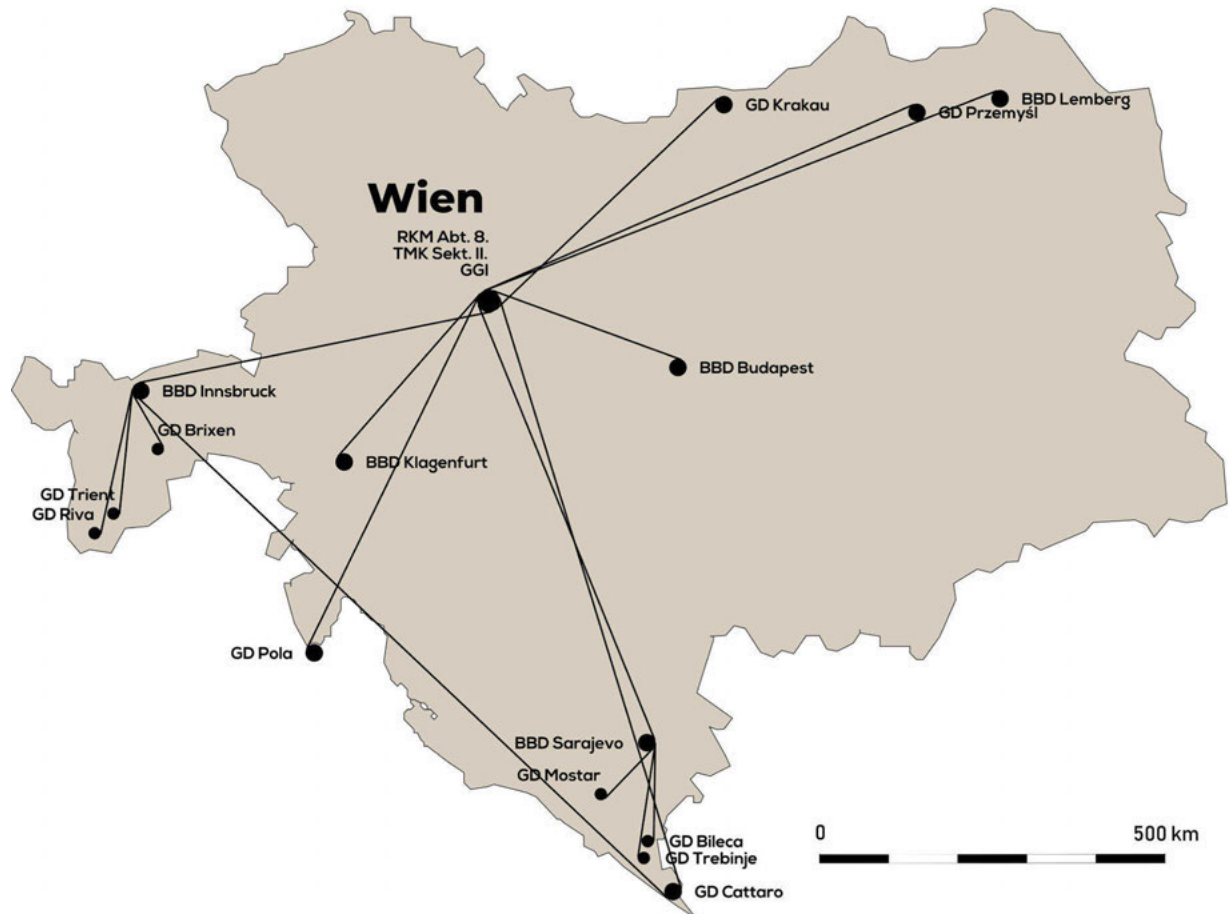 GD Krakau
BBD Lemberg
GD Przemyśl
Wien
RKM Abt. 8.
TMK Sekt. II.
GGI
BBD Budapest
BBD Innsbruck
GD Brixen
BBD Klagenfurt
GD Trient
GD Riva
GD Pola
BBD Sarajevo
GD Mostar
GD Bileca
GD Trebinje
GD Cattaro
0 500 km